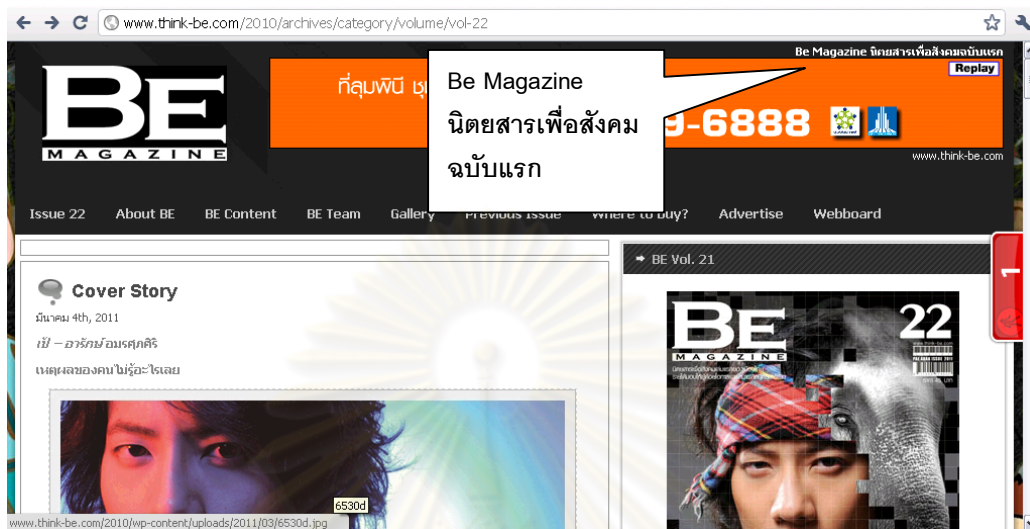 www.think-be.com/2010/archives/category/volume/vol-22
Be Magazine นิตยสารเพื่อสังคมฉบับแรก
BE
MAGAZINE
ที่ลุมพินี
9-6888
Replay
www.think-be.com
Be Magazine
นิตยสารเพื่อสังคม
ฉบับแรก
Issue 22 About BE BE Content BE Team Gallery Previous Issue Where to buy? Advertise Webboard
Cover Story
มีนาคม 4th, 2011
เป้ – อารักษ์ อมรศุภศิริ
เหตุผลของคนไม่รู้อะไรเลย
6530d
www.think-be.com/2010/wp-content/uploads/2011/03/6530d.jpg
BE Vol. 21
BE
MAGAZINE
22
1